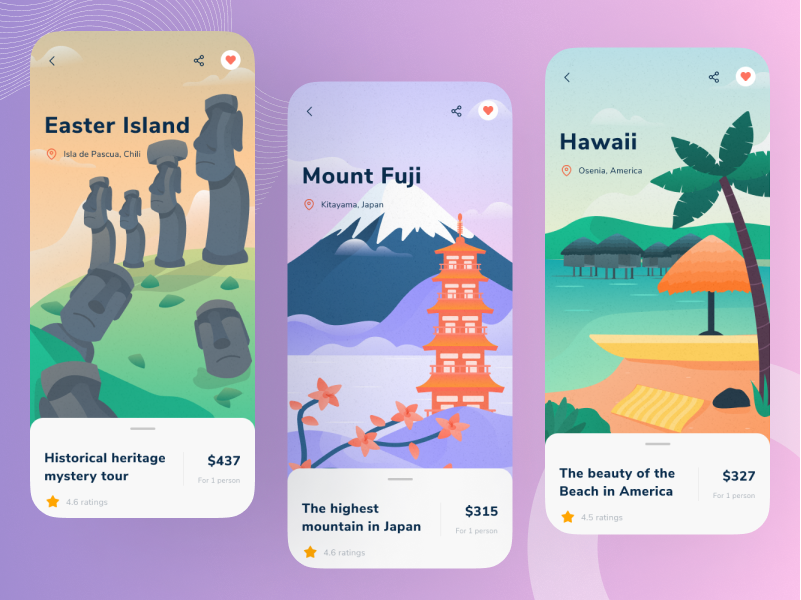 Easter Island
Isla de Pascua, Chili
Historical heritage
mystery tour
$437
For 1 person
4,6 ratings
Mount Fuji
Kitayama, Japan
The highest
mountain in Japan
$315
For 1 person
4,6 ratings
Hawaii
Osenia, America
The beauty of the
Beach in America
$327
For 1 person
4.5 ratings